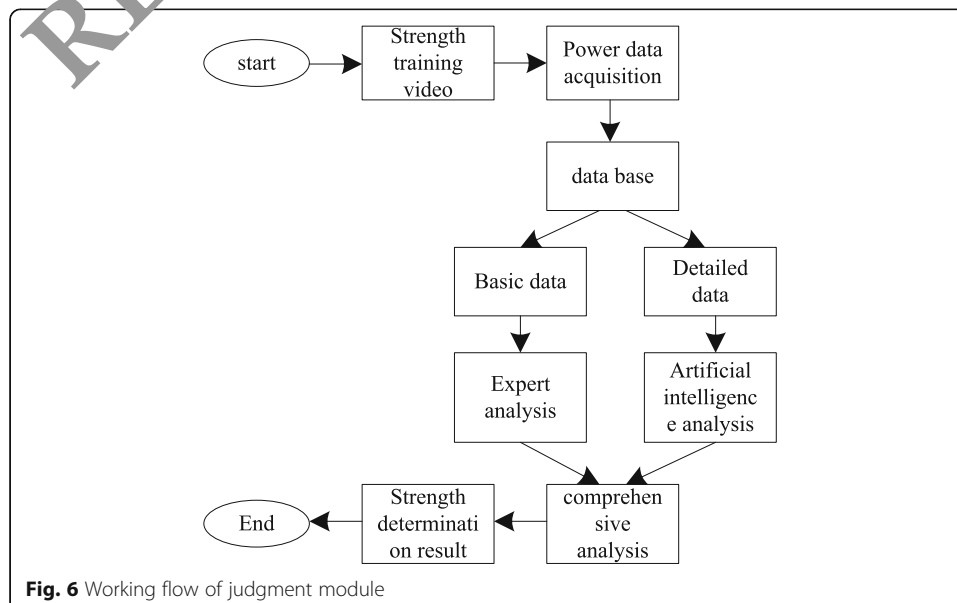 start
Strength
training
video
Power data
acquisition
data base
Basic data
Detailed
data
Expert
analysis
Artificial
intelligenc
e analysis
End
Strength
determinati
on result
comprehen
sive
analysis
Fig. 6 Working flow of judgment module